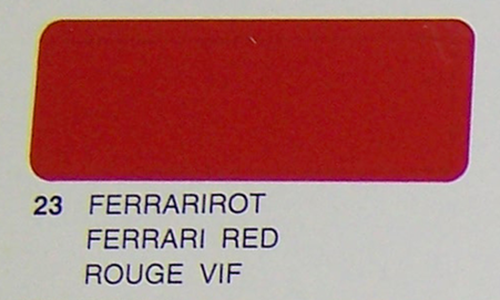 23 FERRARIROT
FERRARI RED
ROUGE VIF